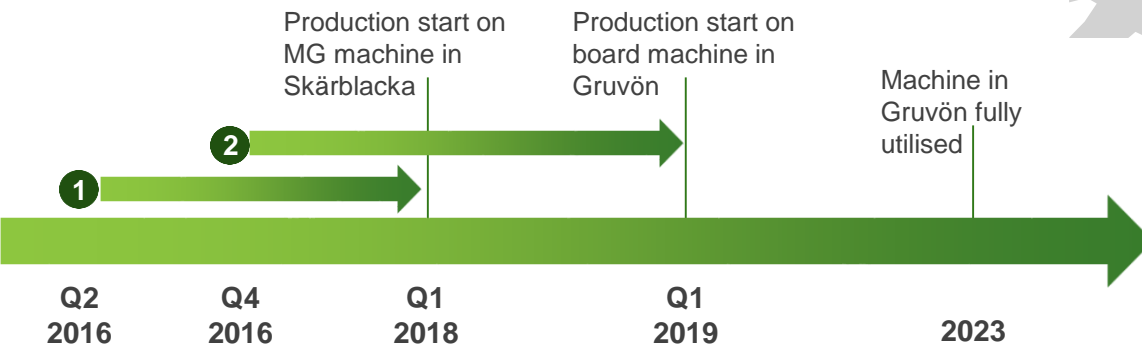 Production start on
MG machine in
Skärblacka
Production start on
board machine in
Gruvön
Machine in
Gruvön fully
utilised
2
1
Q2
2016
Q4
2016
Q1
2018
Q1
2019
2023